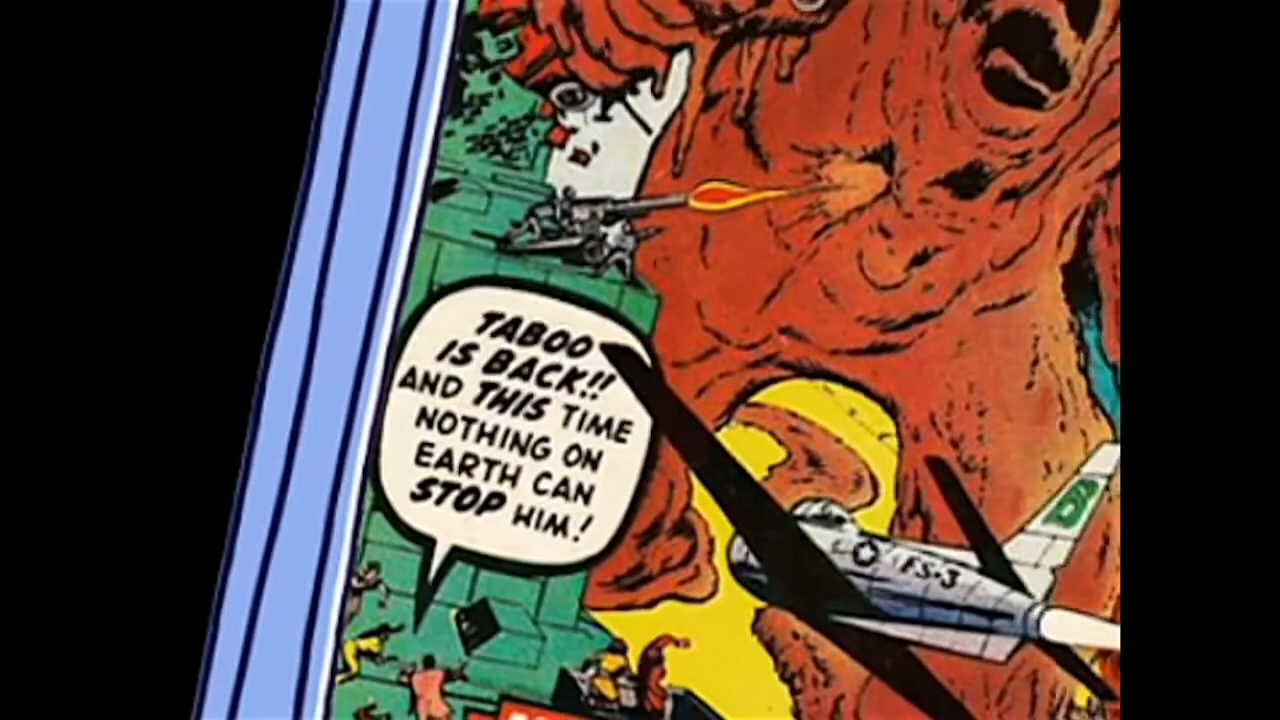 TABOO
IS BACK!!
AND THIS TIME
NOTHING ON
EARTH CAN
STOP HIM!
FS-3